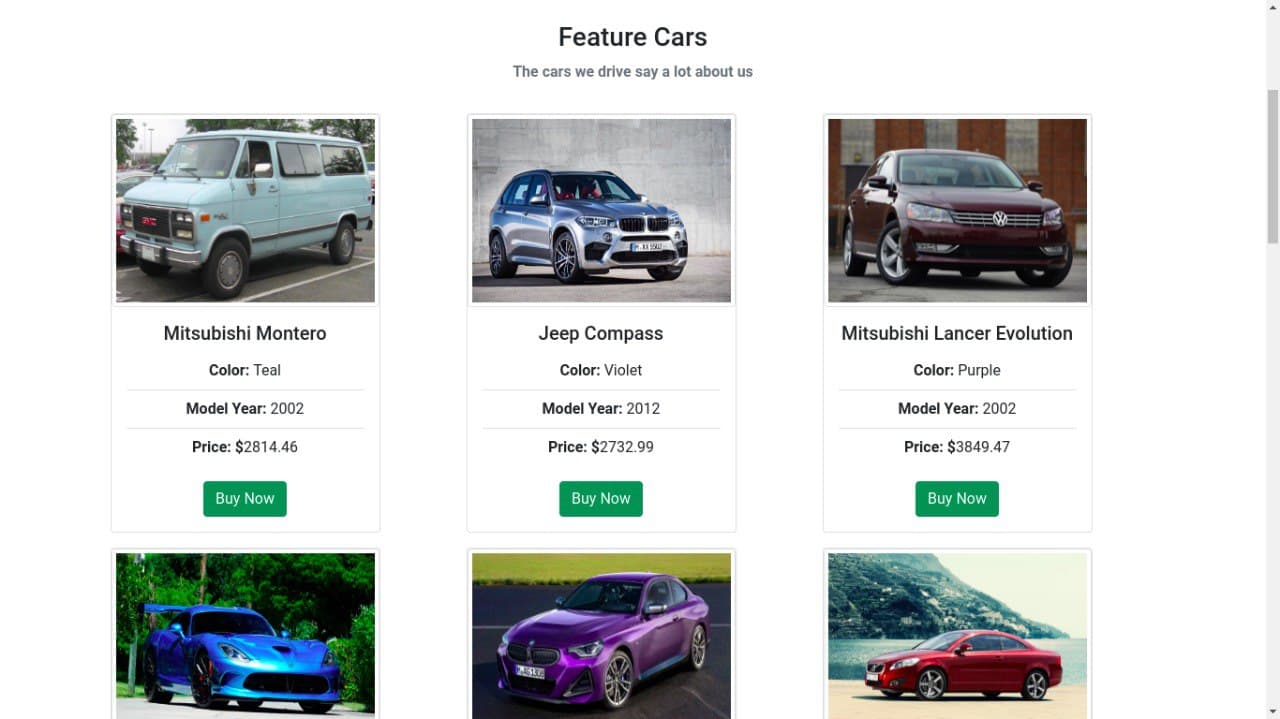 Feature Cars
The cars we drive say a lot about us
GMC
Mitsubishi Montero
Color: Teal
Model Year: 2002
Price: $2814.46
Buy Now
Jeep Compass
Color: Violet
Model Year: 2012
Price: $2732.99
Buy Now
Mitsubishi Lancer Evolution
Color: Purple
Model Year: 2002
Price: $3849.47
Buy Now